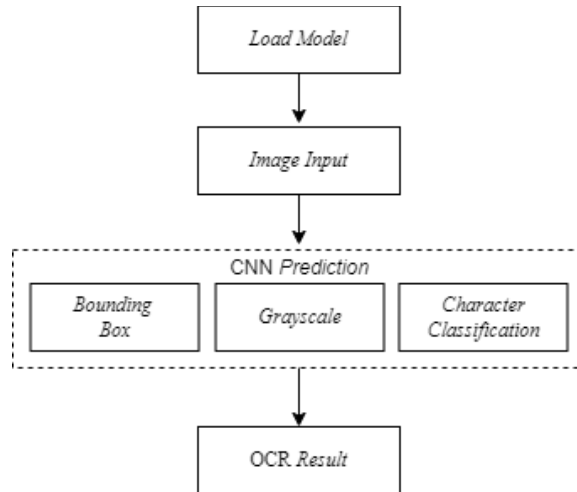 Load Model
Image Input
CNN Prediction
Bounding
Box
Grayscale
Character
Classification
OCR Result